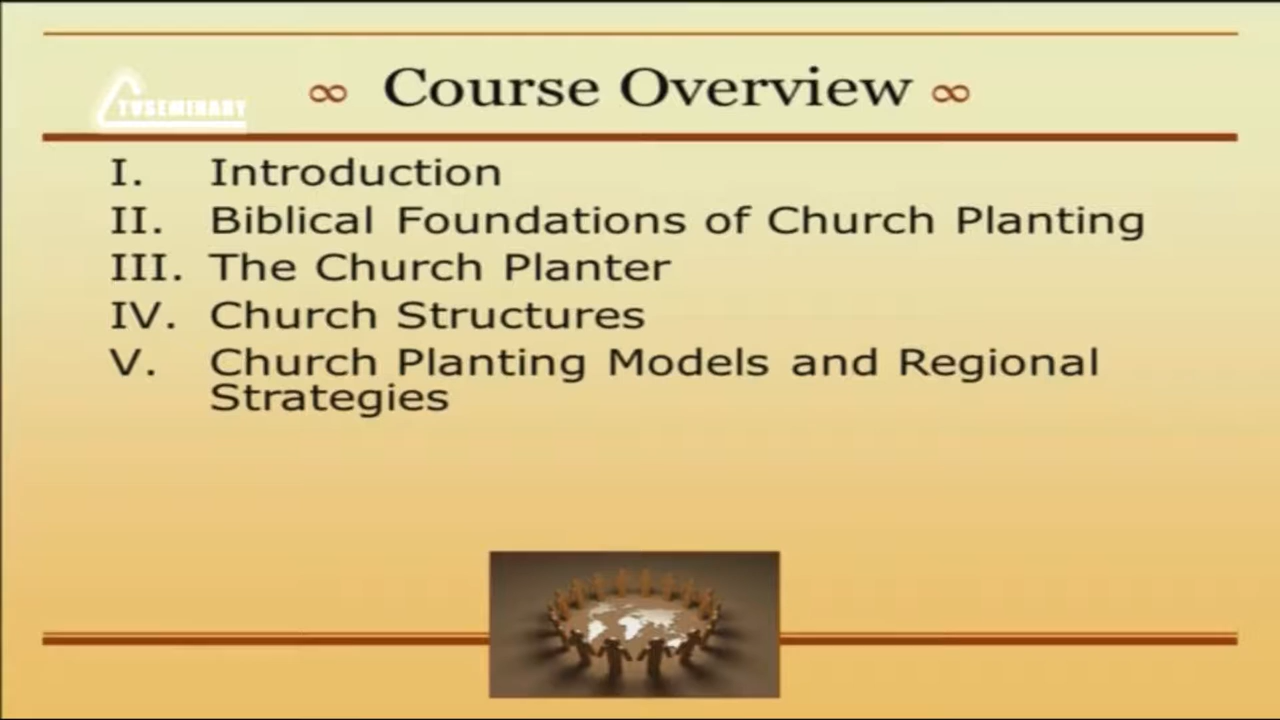 TVSEMINARY
∞ Course Overview ∞
I. Introduction
II. Biblical Foundations of Church Planting
III. The Church Planter
IV. Church Structures
V. Church Planting Models and Regional
Strategies